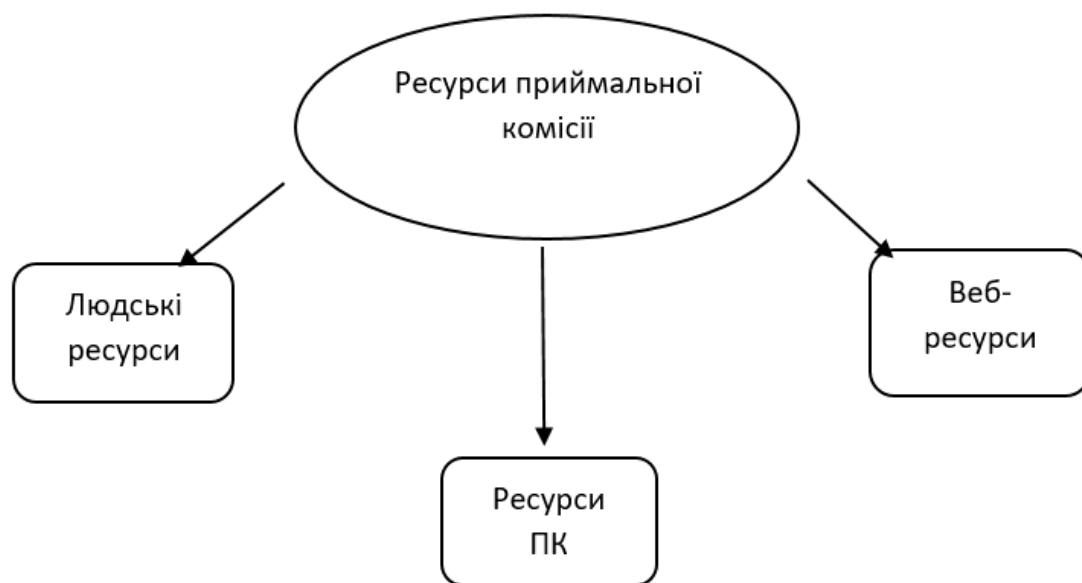 Ресурси приймальної
комісії
Людські
ресурси
Веб-
ресурси
Ресурси
ПК